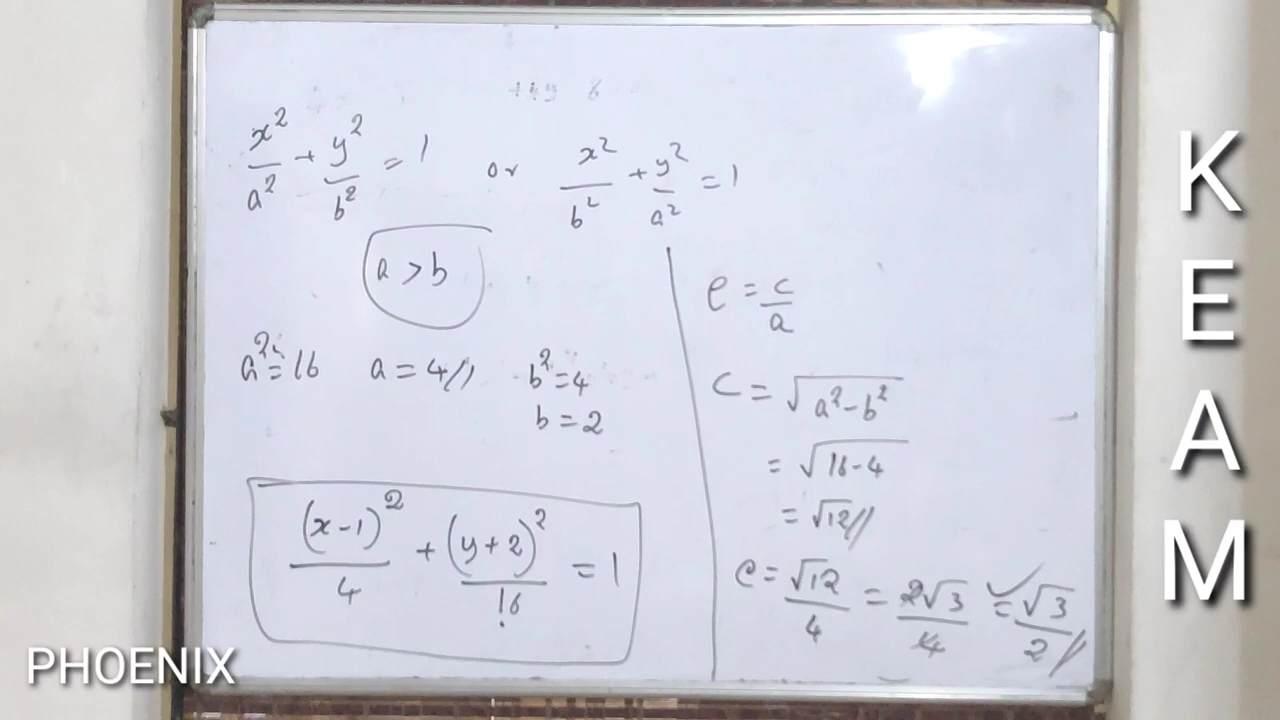 x²/a² + y²/b² = 1 or x²/b² + y²/a² = 1
a > b
a² = 16 a = 4// b² = 4
b = 2
(x-1)²/4 + (y+2)²/16 = 1
e = c/a
c = √(a²-b²)
= √(16-4)
= √12//
e = √12/4 = 2√3/4 = √3/2//
PHOENIX
KEAM